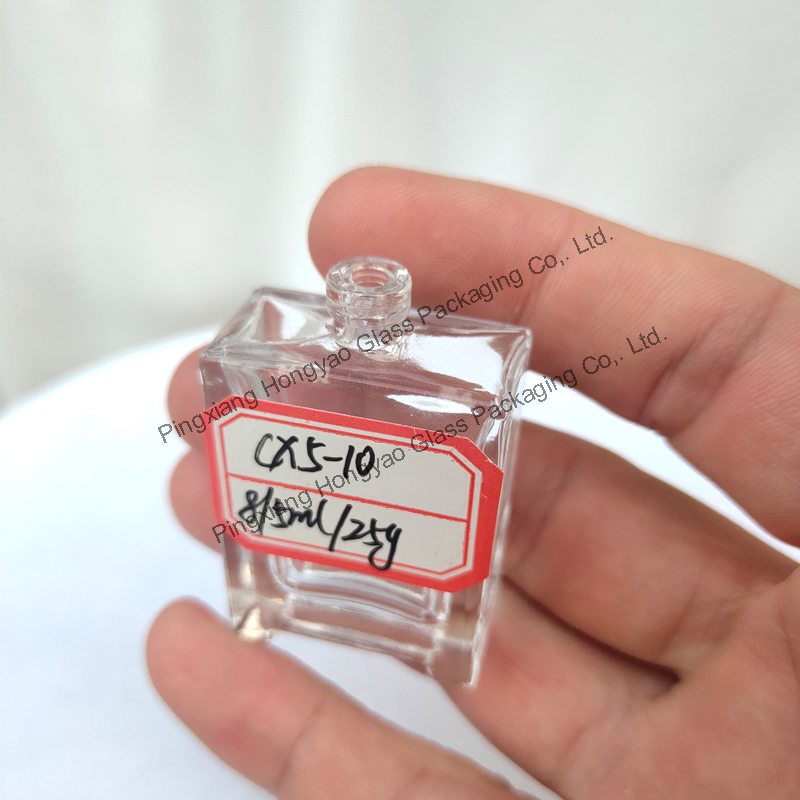 Pingxiang Hongyao Glass Packaging Co,. Ltd.
Pingxiang Hongyao Glass Packaging Co,. Ltd.
CX5-10
8/5ml/25g